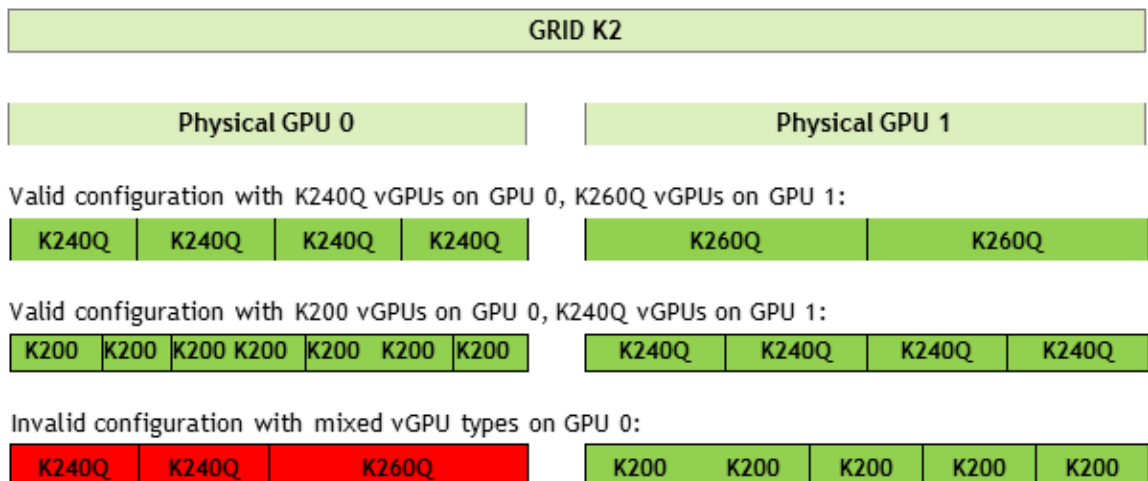 GRID K2
Physical GPU 0 Physical GPU 1
Valid configuration with K240Q vGPUs on GPU 0, K260Q vGPUs on GPU 1:
K240Q K240Q K240Q K240Q K260Q K260Q
Valid configuration with K200 vGPUs on GPU 0, K240Q vGPUs on GPU 1:
K200 K200 K200 K200 K200 K200 K200 K240Q K240Q K240Q K240Q
Invalid configuration with mixed vGPU types on GPU 0:
K240Q K240Q K260Q K200 K200 K200 K200 K200